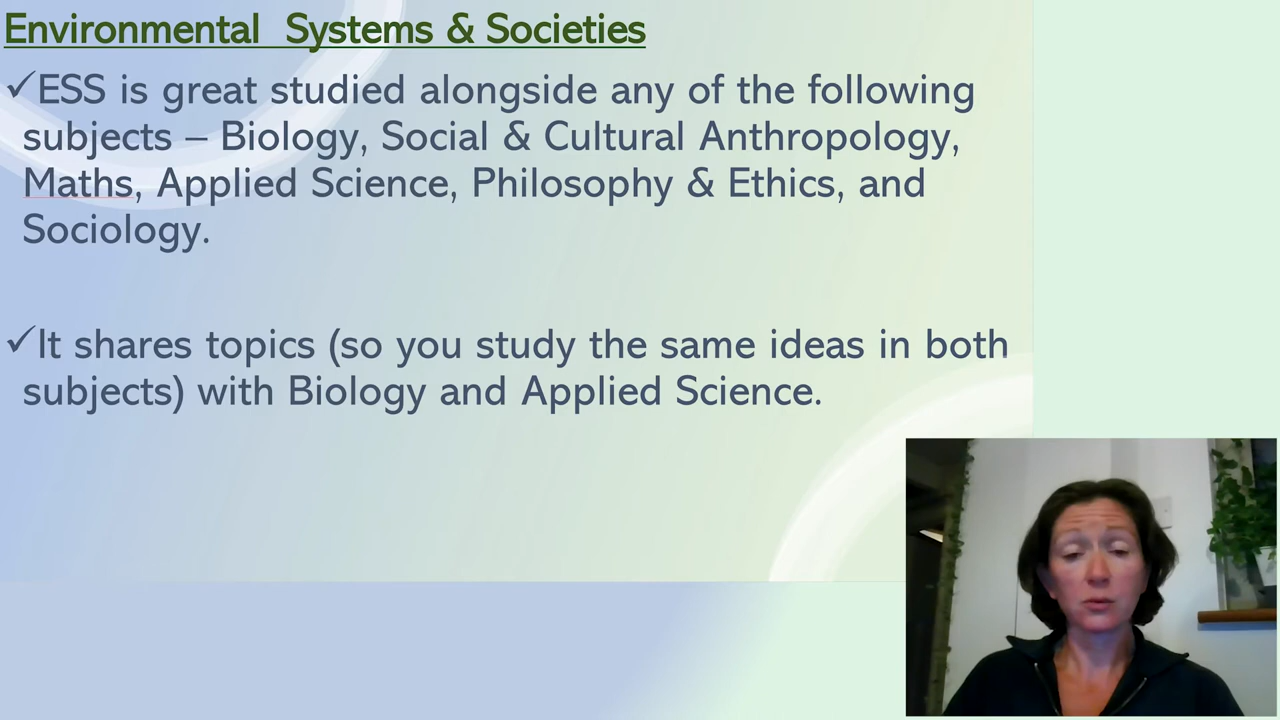 Environmental Systems & Societies
✓ESS is great studied alongside any of the following
subjects – Biology, Social & Cultural Anthropology,
Maths, Applied Science, Philosophy & Ethics, and
Sociology.
✓It shares topics (so you study the same ideas in both
subjects) with Biology and Applied Science.